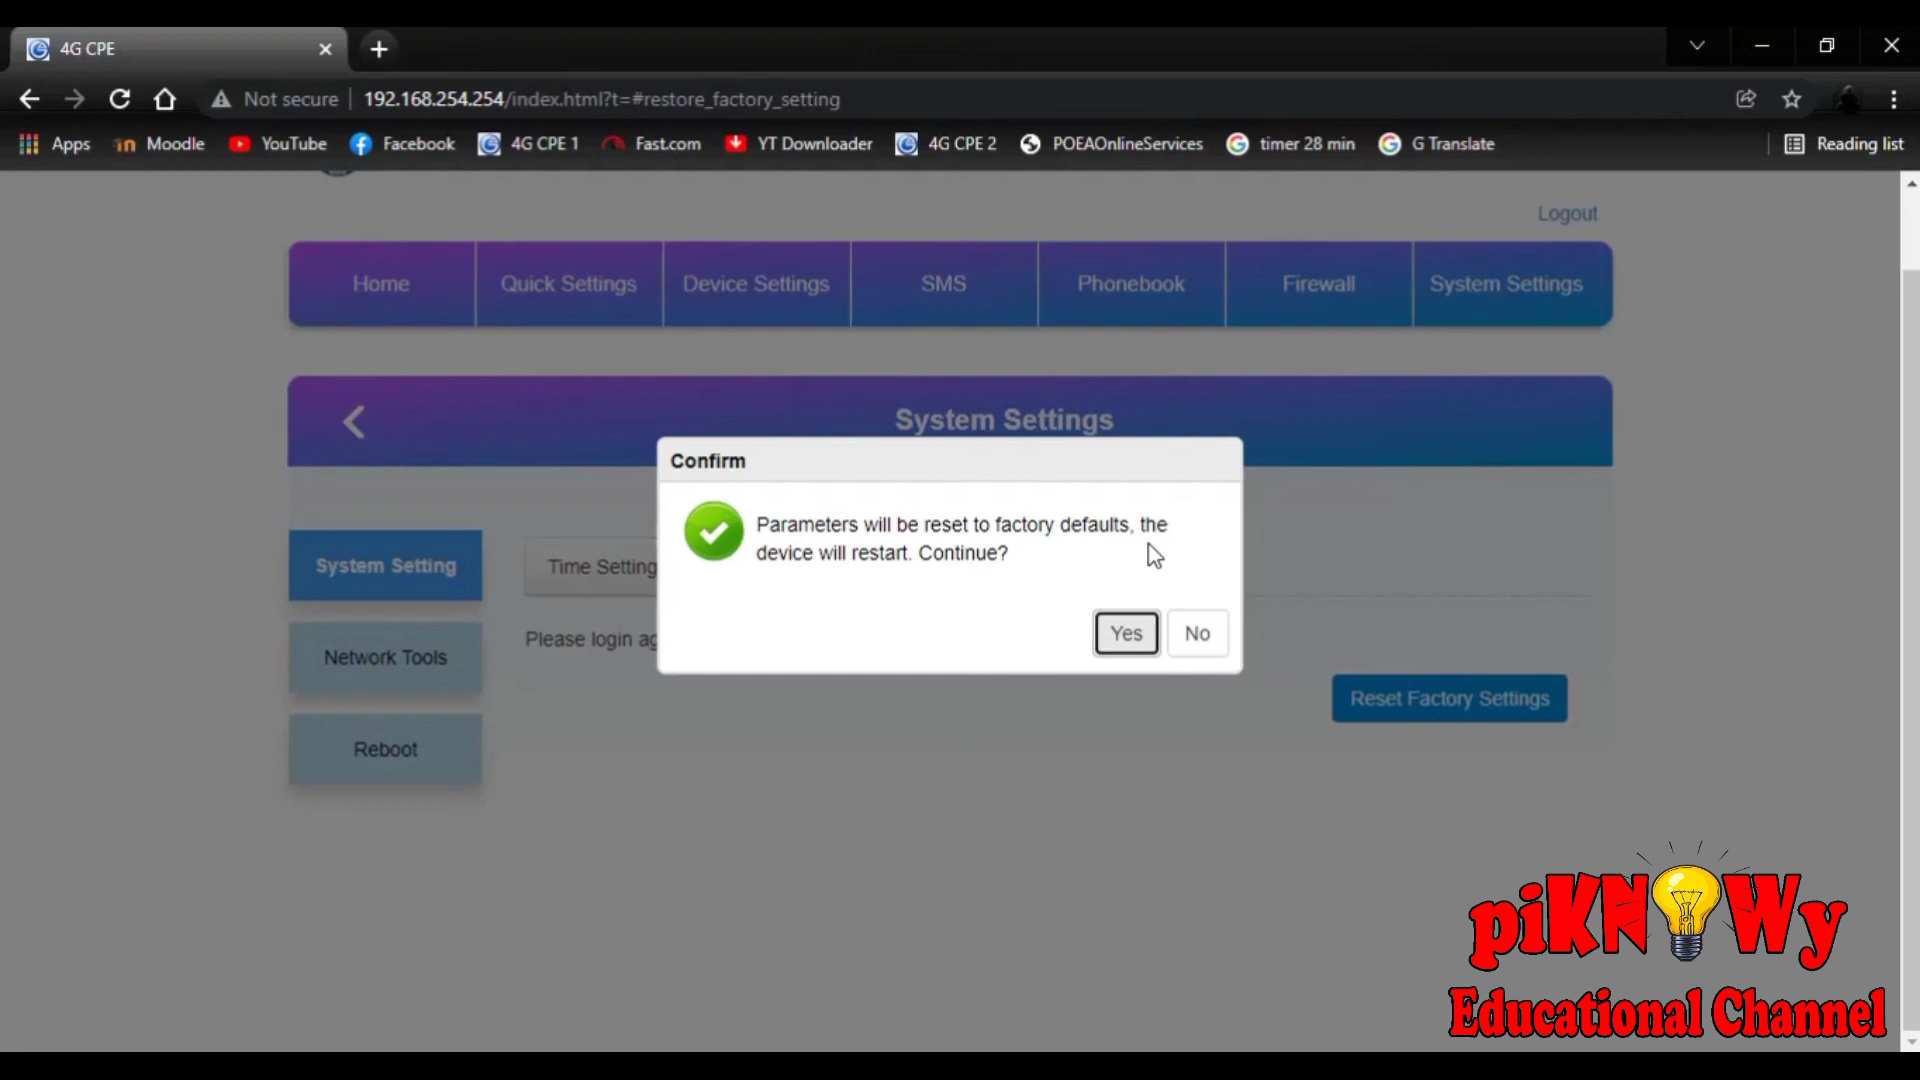 4G CPE
Not secure | 192.168.254.254/index.html?t=#restore_factory_setting
Apps Moodle YouTube Facebook 4G CPE 1 Fast.com YT Downloader 4G CPE 2 POEAOnlineServices timer 28 min G Translate Reading list
Logout
Home Quick Settings Device Settings SMS Phonebook Firewall System Settings
System Settings
Confirm
Parameters will be reset to factory defaults, the
device will restart. Continue?
Yes No
System Setting
Time Setting
Network Tools
Please login ag
Reset Factory Settings
Reboot
piKNOWy
Educational Channel